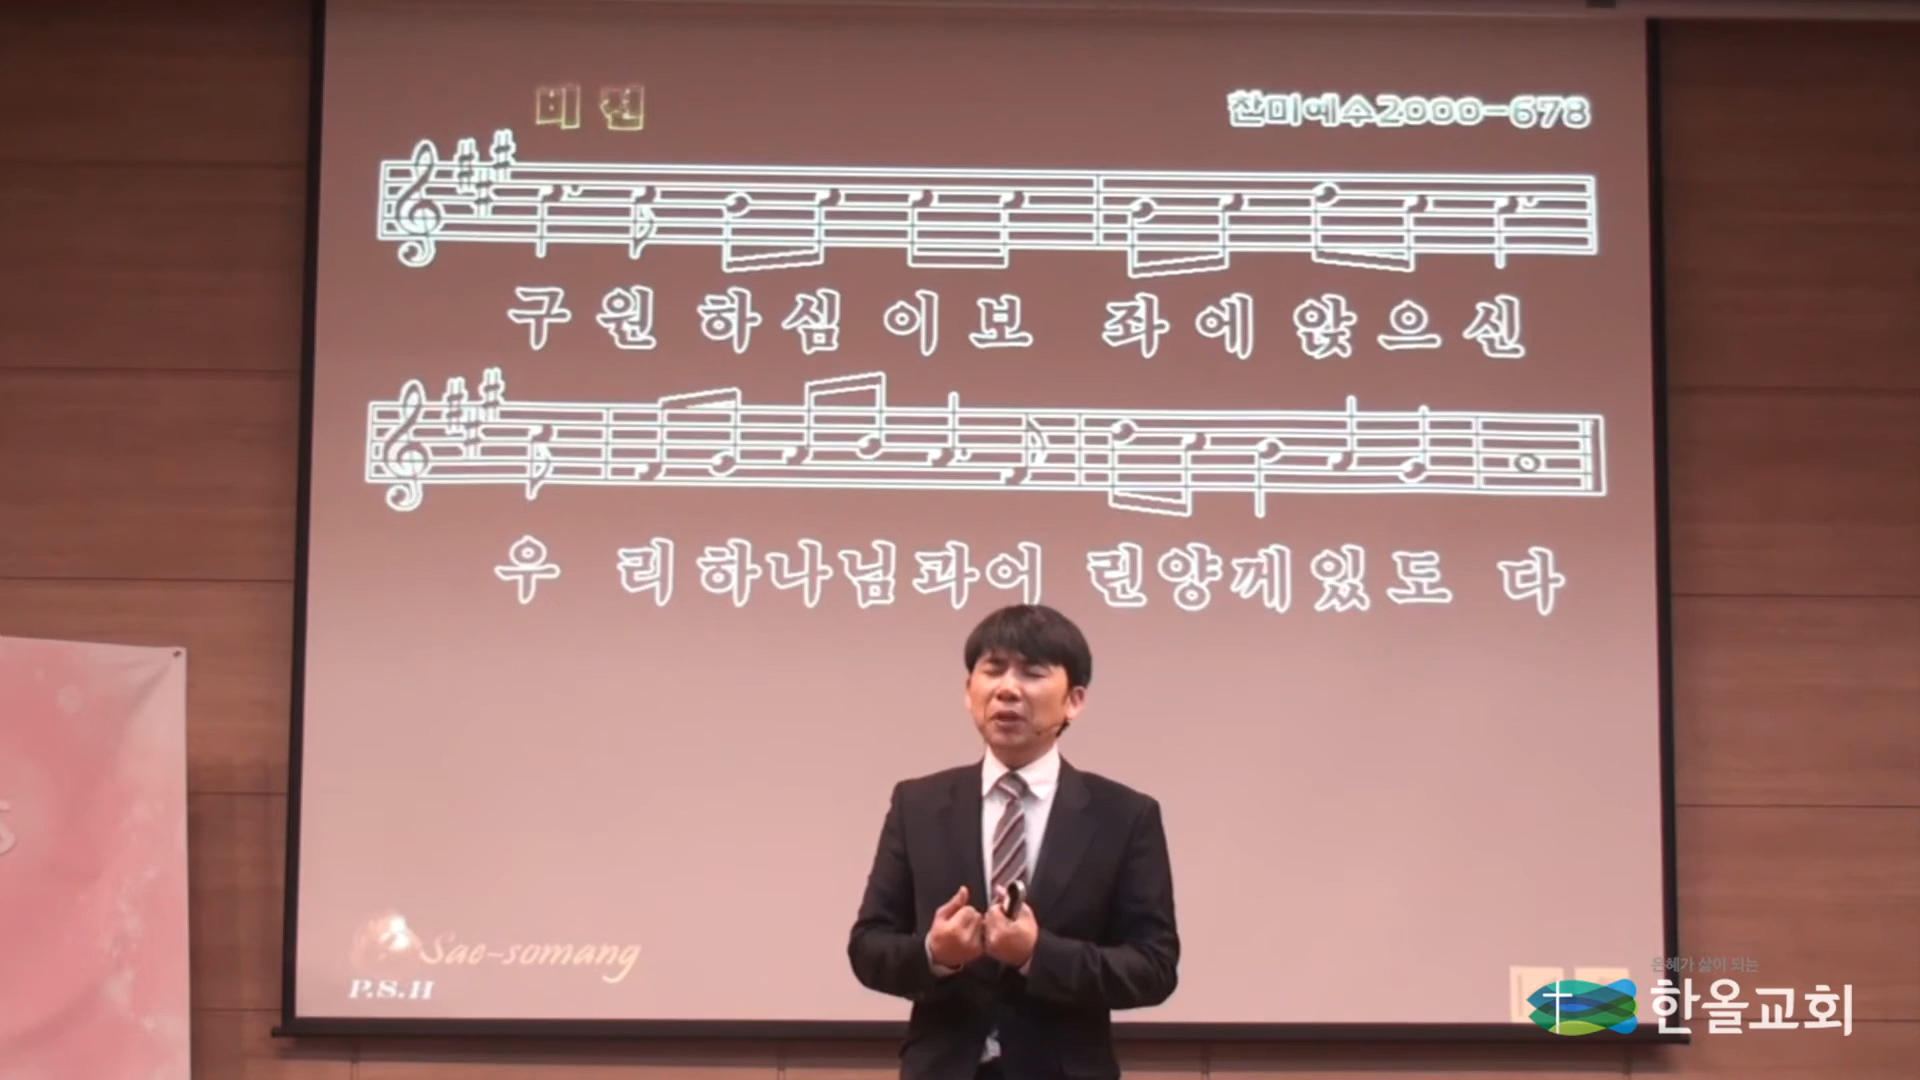 비 전
찬미예수2000-678
구 원 하 심 이 보 좌 에 앉 으 신
우 리 하 나 님 과 어 린 양 께 있 도 다
Sae-somang
P.S.H
은혜가 삶이 되는
한올교회